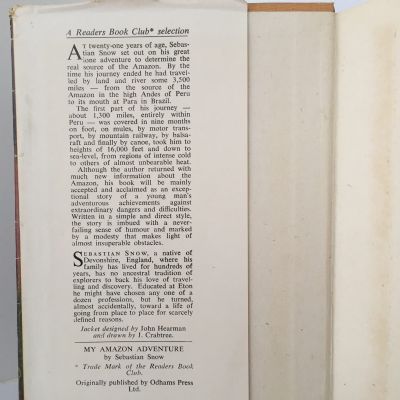 A Readers Book Club* selection
AT twenty-one years of age, Sebas-
tian Snow set out on his great
lone adventure to determine the
real source of the Amazon. By the
time his journey ended he had travel-
led by land and river some 3,500
miles — from the source of the
Amazon in the high Andes of Peru
to its mouth at Para in Brazil.
The first part of his journey —
about 1,300 miles, entirely within
Peru — was covered in nine months
on foot, on mules, by motor trans-
port, by mountain railway, by balsa-
raft and finally by canoe, took him to
heights of 16,000 feet and down to
sea-level, from regions of intense cold
to others of almost unbearable heat.
Although the author returned with
much new information about the
Amazon, his book will be mainly
accepted and acclaimed as an excep-
tional story of a young man's
adventurous achievements against
extraordinary dangers and difficulties.
Written in a simple and direct style,
the story is imbued with a never-
failing sense of humour and marked
by a modesty that makes light of
almost insuperable obstacles.
SEBASTIAN SNOW, a native of
Devonshire, England, where his
family has lived for hundreds of
years, has no ancestral tradition of
explorers to back his love of travel-
ling and discovery. Educated at Eton
he might have chosen any one of a
dozen professions, but he turned,
almost accidentally, toward a life of
going from place to place for scarcely
defined reasons.
Jacket designed by John Hearman
and drawn by J. Crabtree.
MY AMAZON ADVENTURE
by Sebastian Snow
* Trade Mark of the Readers Book
Club.
Originally published by Odhams Press
Ltd.